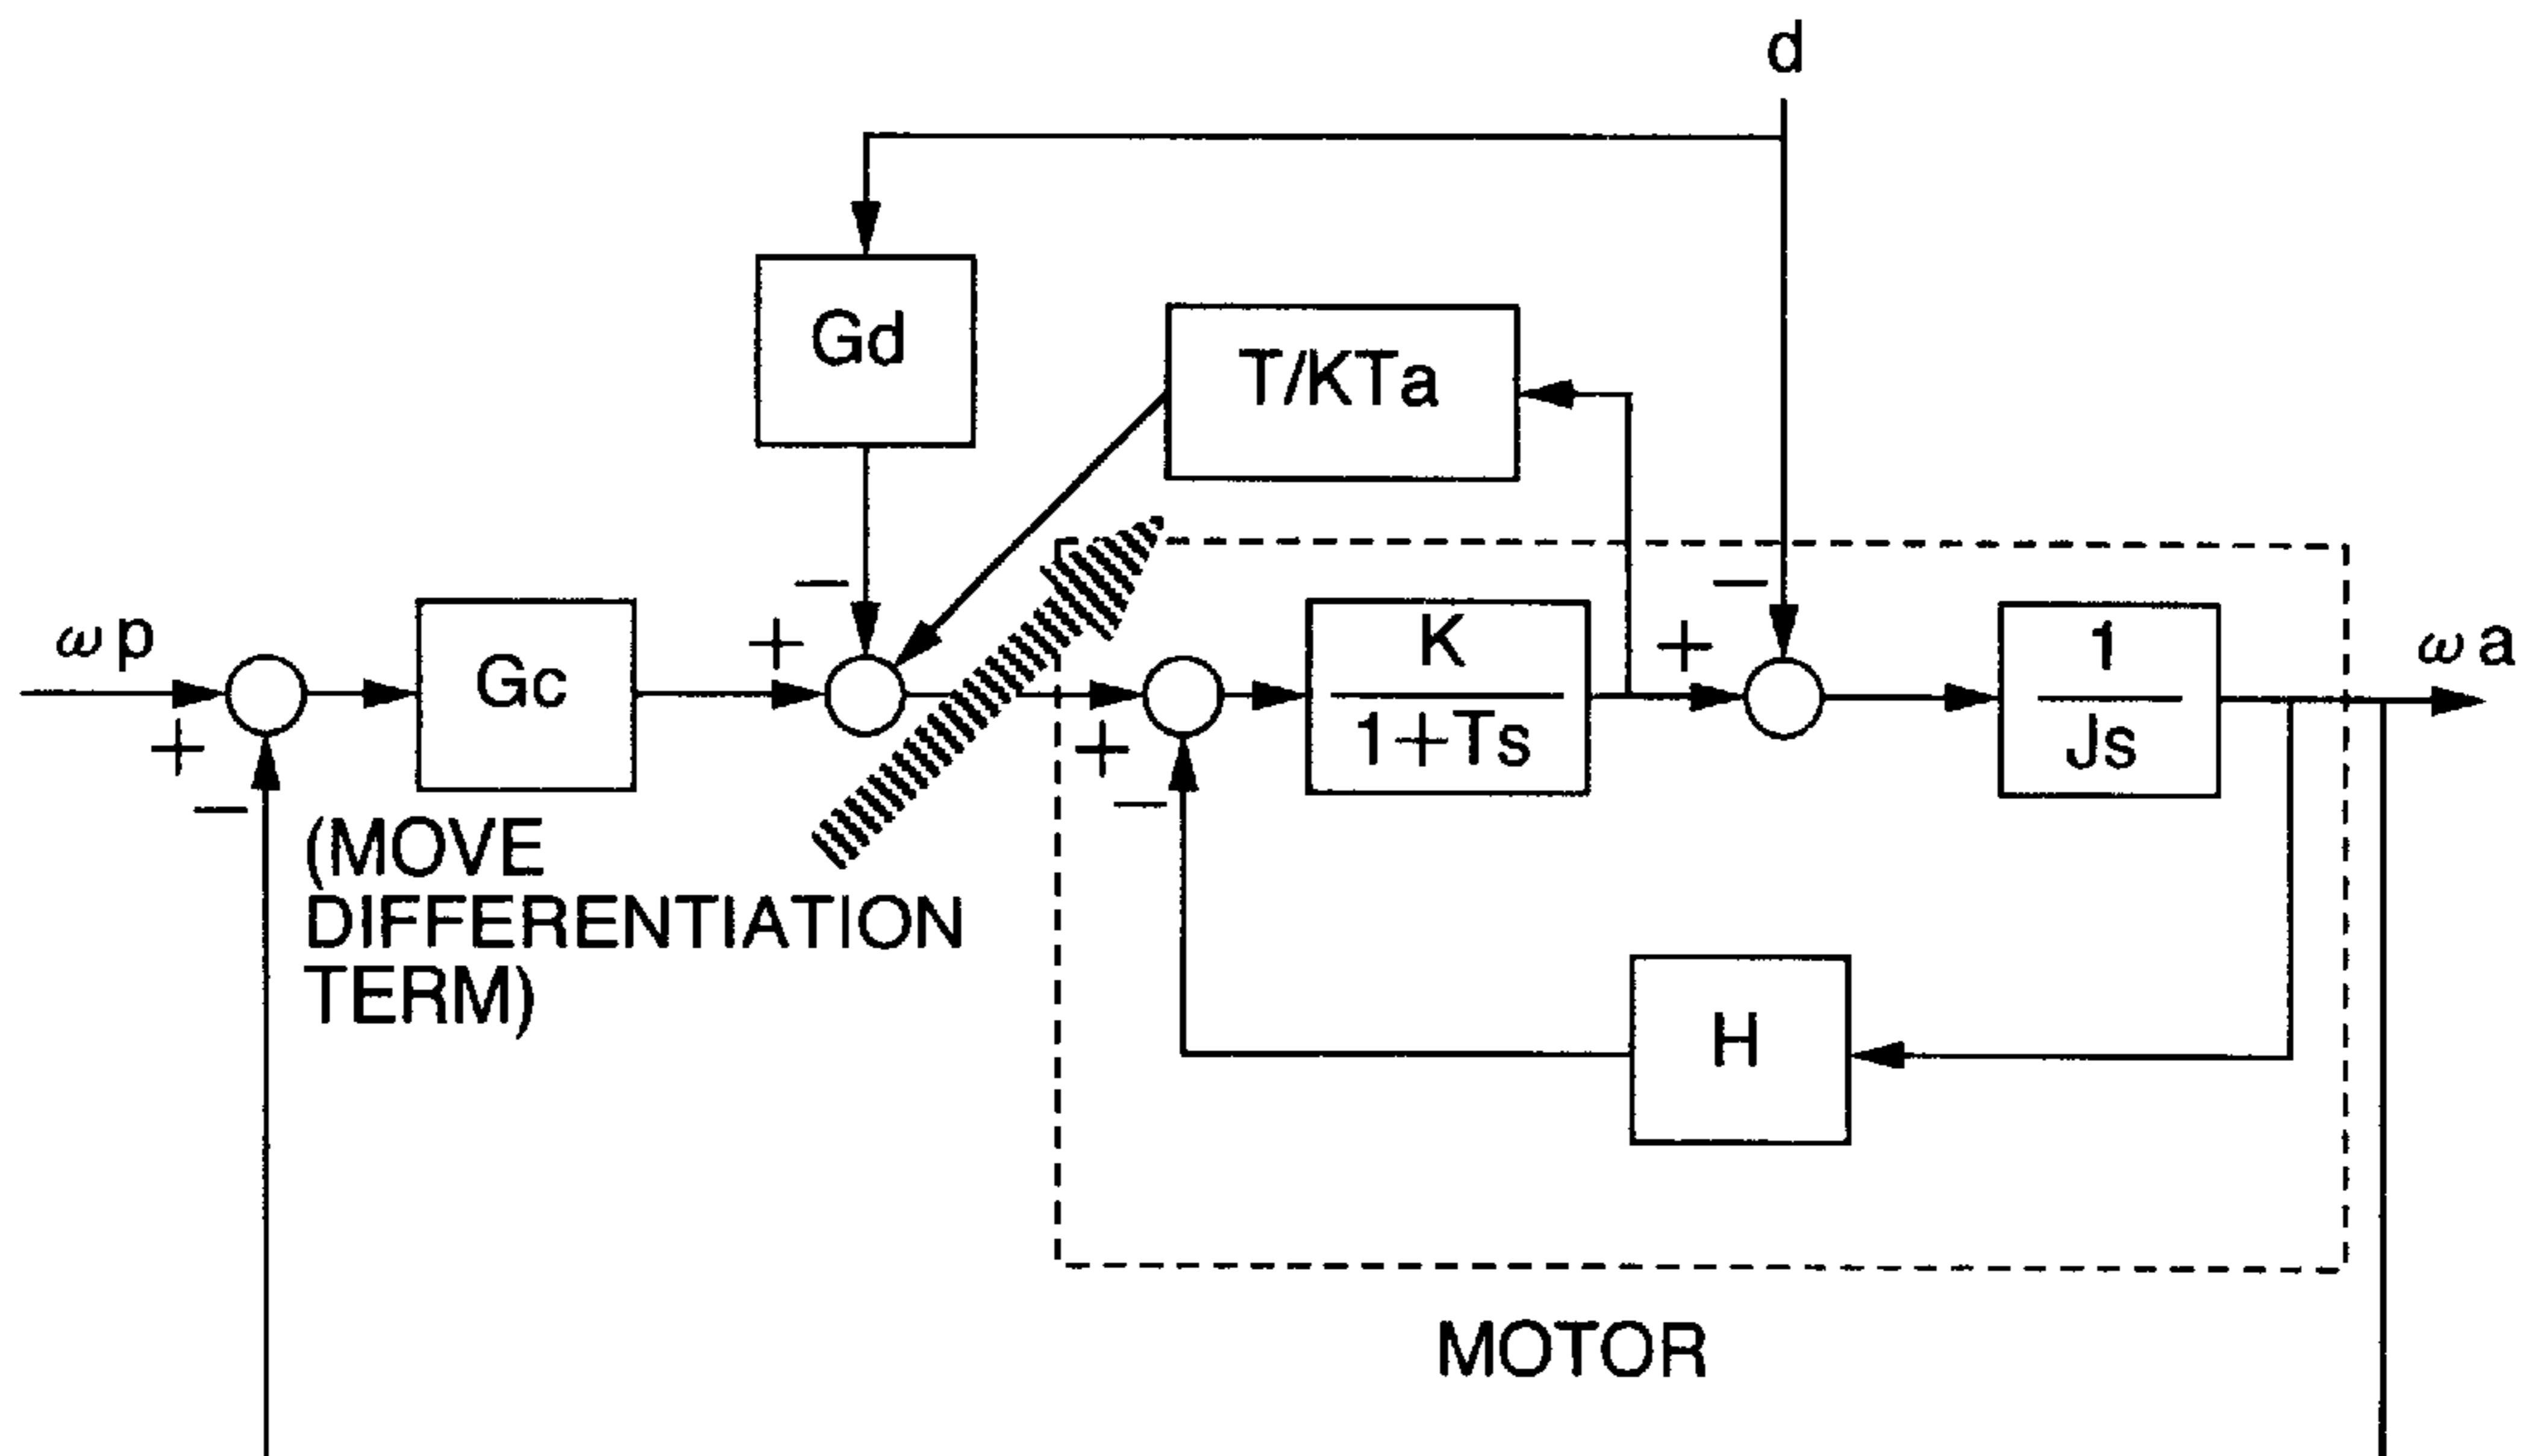 d
Gd
T/KTa
ωp
+
−
Gc
+
−
+
−
K
1+Ts
+
−
1
Js
ωa
(MOVE
DIFFERENTIATION
TERM)
H
MOTOR